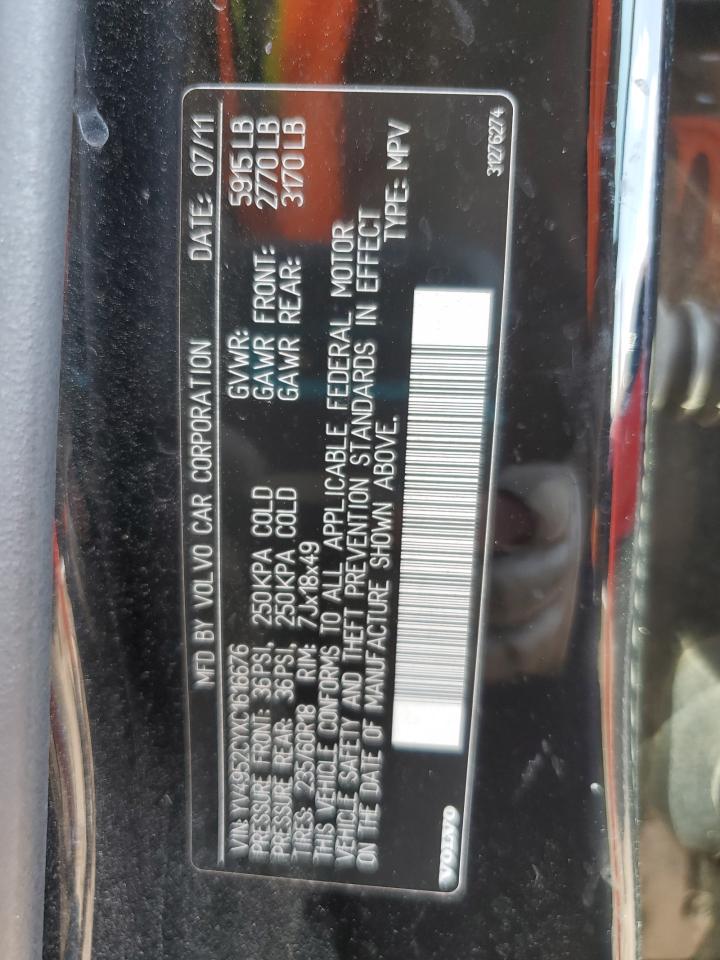 MFD BY VOLVO CAR CORPORATION DATE: 07/11
VIN: YV4952CYXC1616676 GVWR: 5915 LB
PRESSURE FRONT: 36PSI, 250KPA COLD GAWR FRONT: 2770 LB
PRESSURE REAR: 36PSI, 250KPA COLD GAWR REAR: 3170 LB
TIRES: 235/60R18 RIM: 7Jx18x49
THIS VEHICLE CONFORMS TO ALL APPLICABLE FEDERAL MOTOR
VEHICLE SAFETY AND THEFT PREVENTION STANDARDS IN EFFECT
ON THE DATE OF MANUFACTURE SHOWN ABOVE. TYPE: MPV
VOLVO 31276274